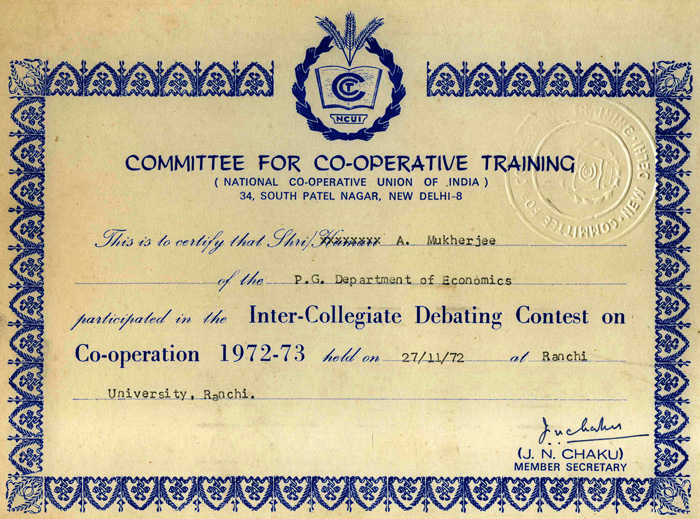 CCT
NCUI
COMMITTEE FOR CO-OPERATIVE TRAINING
( NATIONAL CO-OPERATIVE UNION OF INDIA )
34, SOUTH PATEL NAGAR, NEW DELHI-8
This is to certify that Shri/Kumari A. Mukherjee
of the P.G. Department of Economics
participated in the Inter-Collegiate Debating Contest on
Co-operation 1972-73 held on 27/11/72 at Ranchi
University, Ranchi.
(J. N. CHAKU)
MEMBER SECRETARY